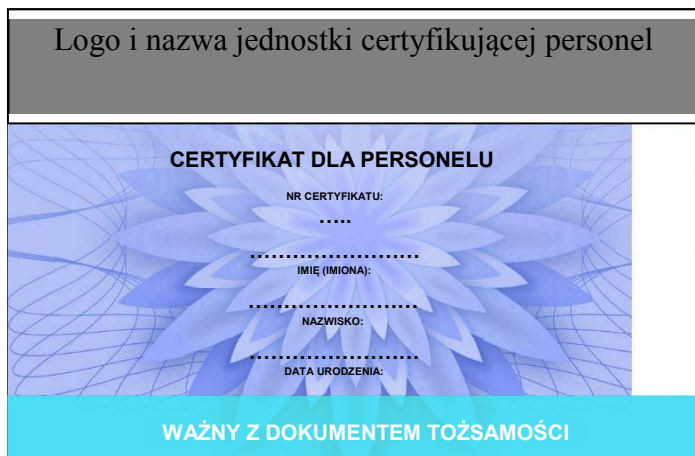 Logo i nazwa jednostki certyfikującej personel
CERTYFIKAT DLA PERSONELU
NR CERTYFIKATU:
.....
........................
IMIĘ (IMIONA):
........................
NAZWISKO:
........................
DATA URODZENIA:
WAŻNY Z DOKUMENTEM TOŻSAMOŚCI